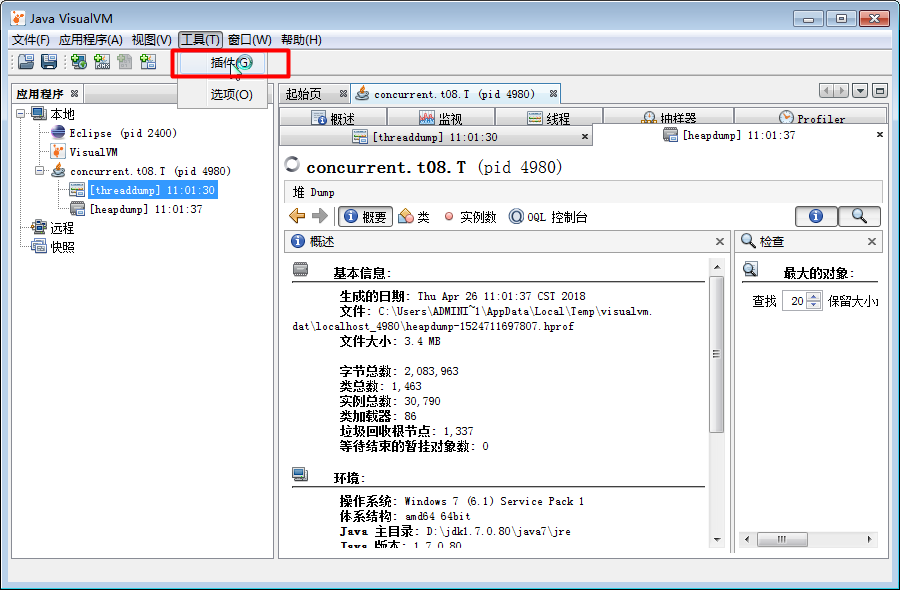 Java VisualVM
文件(F) 应用程序(A) 视图(V) 工具(T) 窗口(W) 帮助(H)
插件(G)
选项(O)
应用程序
本地
Eclipse (pid 2400)
VisualVM
concurrent.t08.T (pid 4980)
[threaddump] 11:01:30
[heapdump] 11:01:37
远程
快照
起始页 concurrent.t08.T (pid 4980)
概述 监视 线程 抽样器 Profiler
[threaddump] 11:01:30 [heapdump] 11:01:37
concurrent.t08.T (pid 4980)
堆 Dump
概要 类 实例数 OQL 控制台
概述
基本信息:
生成的日期: Thu Apr 26 11:01:37 CST 2018
文件: C:\Users\ADMINI~1\AppData\Local\Temp\visualvm.
dat\localhost_4980\heapdump-1524711697807.hprof
文件大小: 3.4 MB
字节总数: 2,083,963
类总数: 1,463
实例总数: 30,790
类加载器: 86
垃圾回收根节点: 1,337
等待结束的暂挂对象数: 0
环境:
操作系统: Windows 7 (6.1) Service Pack 1
体系结构: amd64 64bit
Java 主目录: D:\jdk1.7.0.80\java7\jre
Java 版本: 1.7.0_80
检查
最大的对象:
查找 20 保留大小